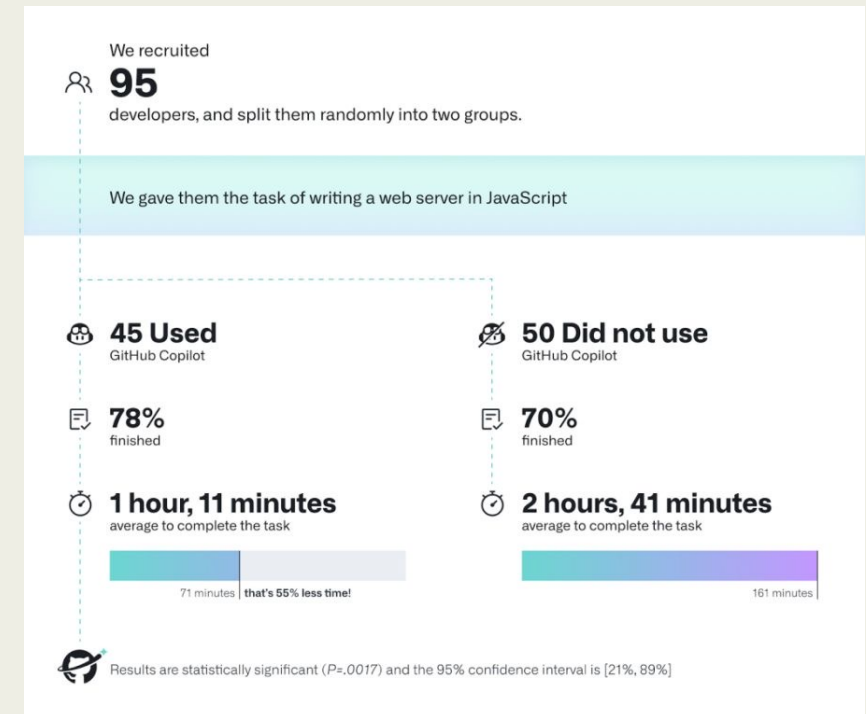 We recruited
95
developers, and split them randomly into two groups.
We gave them the task of writing a web server in JavaScript
45 Used
GitHub Copilot
78%
finished
1 hour, 11 minutes
average to complete the task
71 minutes that's 55% less time!
50 Did not use
GitHub Copilot
70%
finished
2 hours, 41 minutes
average to complete the task
161 minutes
Results are statistically significant (P=.0017) and the 95% confidence interval is [21%, 89%]